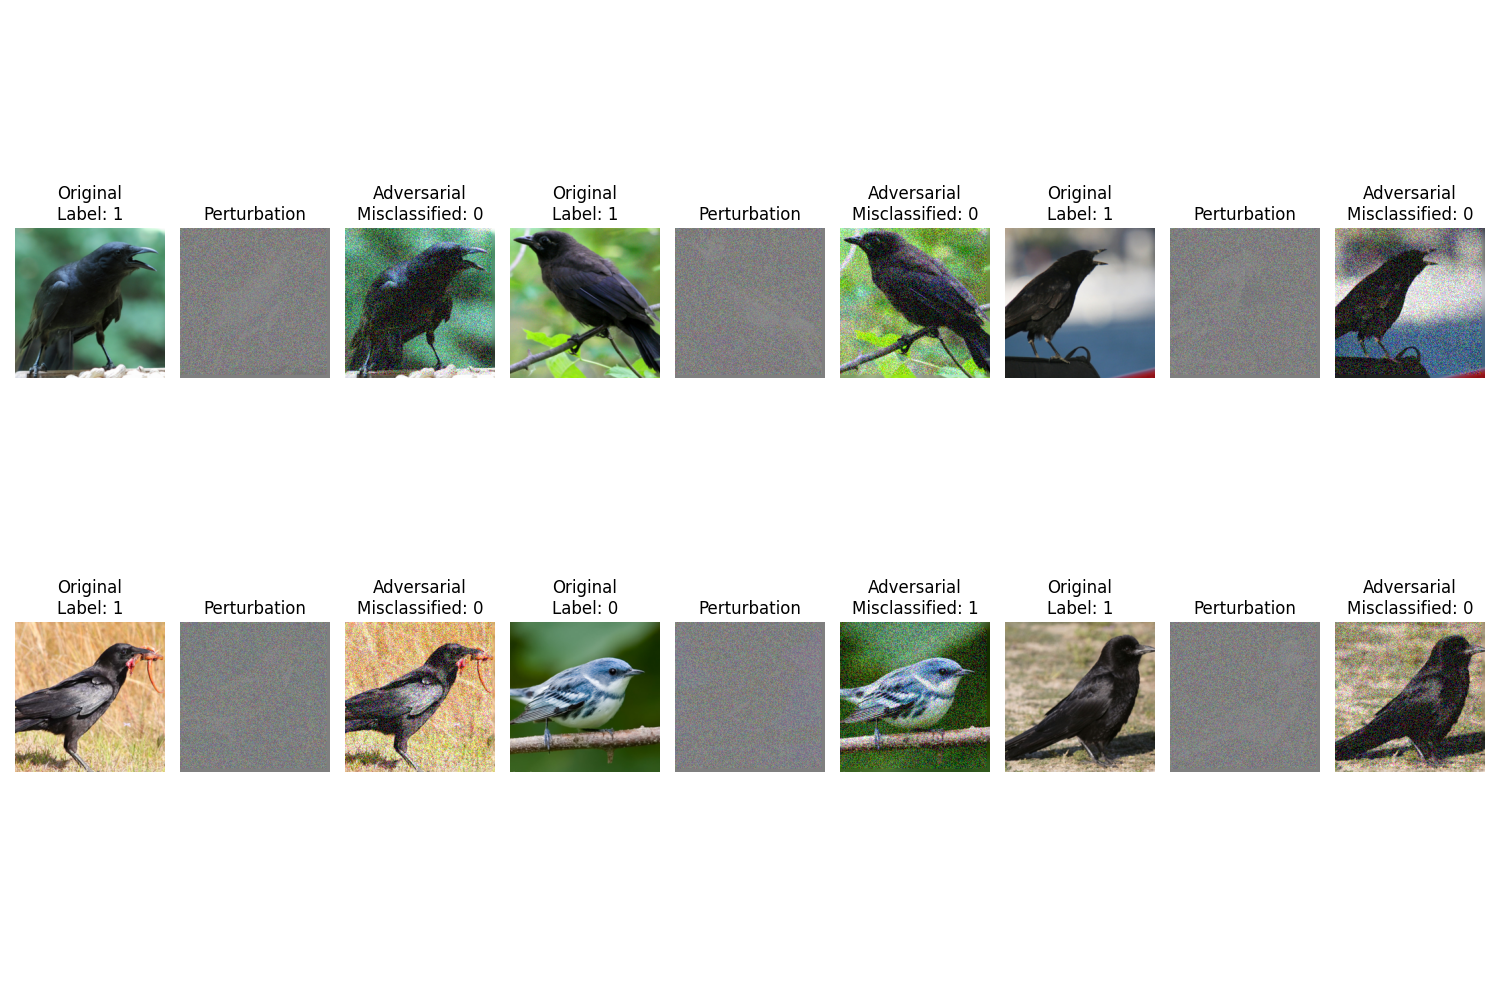 Original
Label: 1
Perturbation
Adversarial
Misclassified: 0
Original
Label: 1
Perturbation
Adversarial
Misclassified: 0
Original
Label: 1
Perturbation
Adversarial
Misclassified: 0
Original
Label: 1
Perturbation
Adversarial
Misclassified: 0
Original
Label: 0
Perturbation
Adversarial
Misclassified: 1
Original
Label: 1
Perturbation
Adversarial
Misclassified: 0